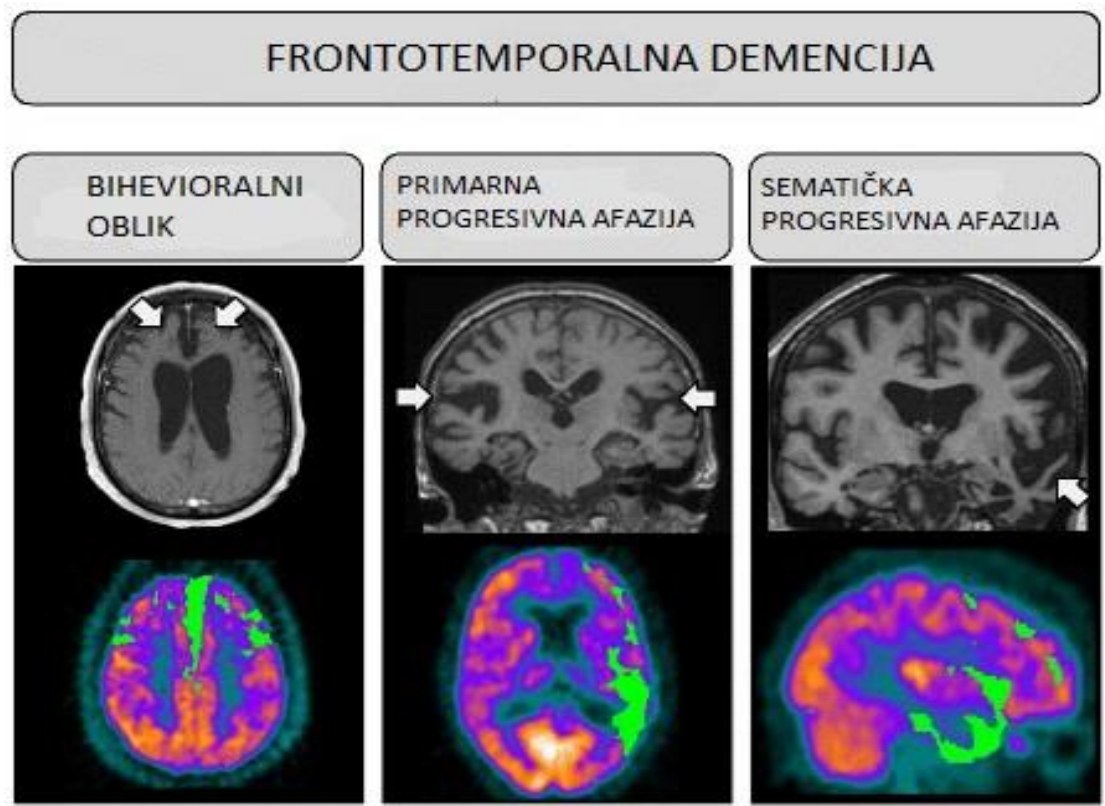 FRONTOTEMPORALNA DEMENCIJA
BIHEVIORALNI
OBLIK
PRIMARNA
PROGRESIVNA AFAZIJA
SEMATIČKA
PROGRESIVNA AFAZIJA